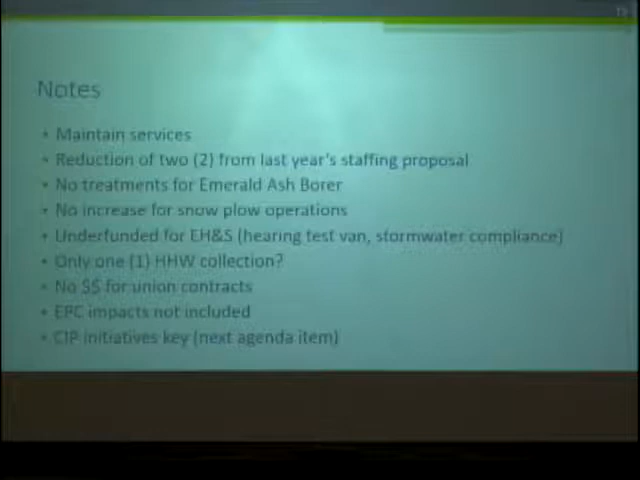 Notes
• Maintain services
• Reduction of two (2) from last year's staffing proposal
• No treatments for Emerald Ash Borer
• No increase for snow plow operations
• Underfunded for EH&S (hearing test van, stormwater compliance)
• Only one (1) HHW collection?
• No $$ for union contracts
• EPC impacts not included
• CIP initiatives key (next agenda item)